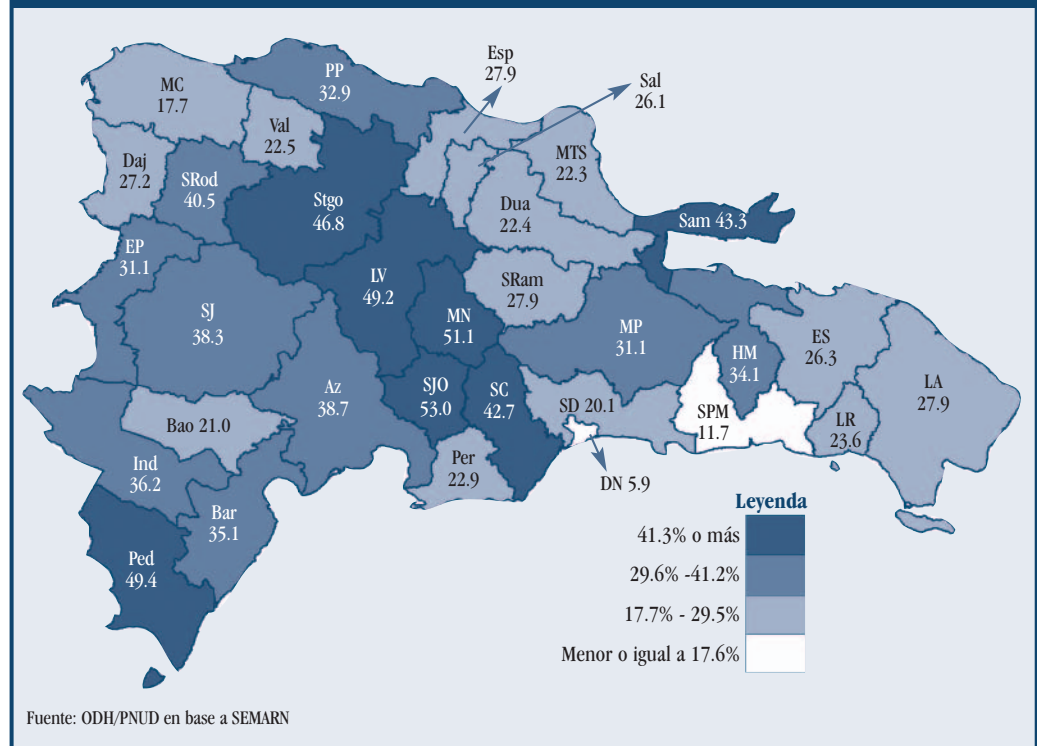 Esp
27.9
Sal
26.1
PP
32.9
MC
17.7
Val
22.5
MTS
22.3
Daj
27.2
SRod
40.5
Stgo
46.8
Dua
22.4
Sam 43.3
EP
31.1
LV
49.2
SRam
27.9
SJ
38.3
MN
51.1
MP
31.1
HM
34.1
ES
26.3
LA
27.9
Az
38.7
SJO
53.0
SC
42.7
SD 20.1
SPM
11.7
LR
23.6
Bao 21.0
Per
22.9
DN 5.9
Ind
36.2
Bar
35.1
Ped
49.4
Leyenda
41.3% o más
29.6% -41.2%
17.7% - 29.5%
Menor o igual a 17.6%
Fuente: ODH/PNUD en base a SEMARN